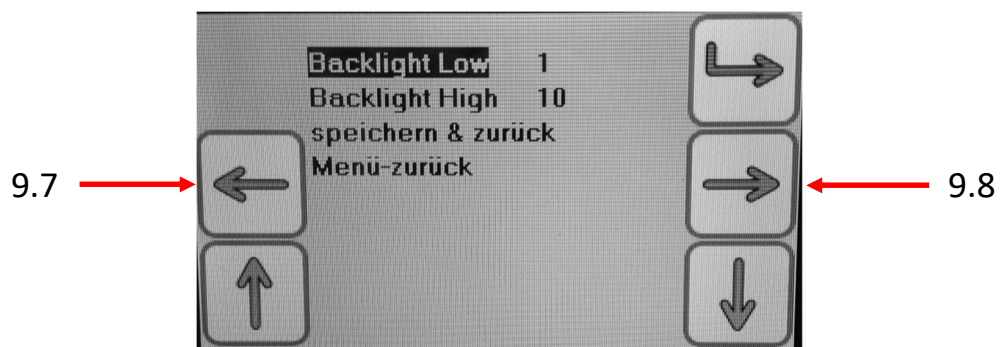 Backlight Low 1
Backlight High 10
speichern & zurück
Menü-zurück
9.7
9.8